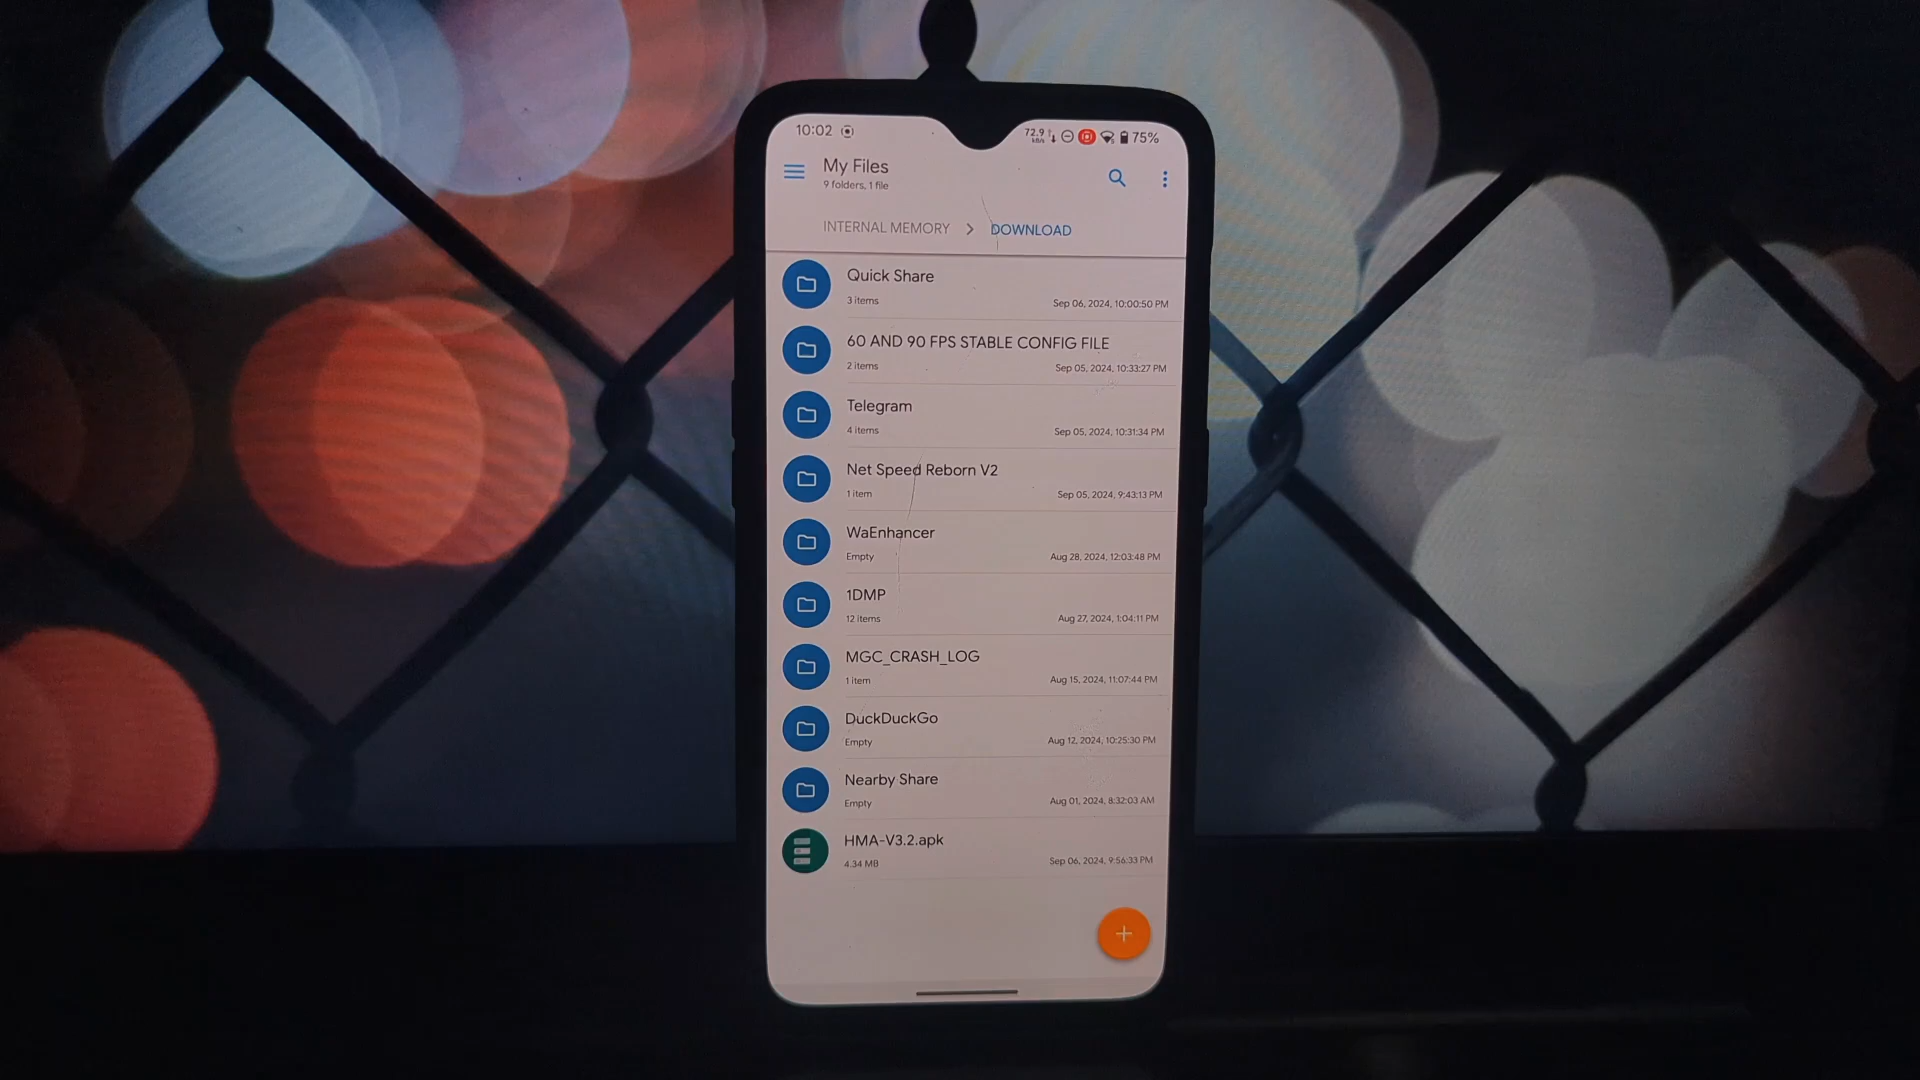 10:02 72.9 kB/s 75%
My Files
9 folders, 1 file
INTERNAL MEMORY > DOWNLOAD
Quick Share
3 items Sep 06, 2024, 10:00:50 PM
60 AND 90 FPS STABLE CONFIG FILE
2 items Sep 05, 2024, 10:33:27 PM
Telegram
4 items Sep 05, 2024, 10:31:34 PM
Net Speed Reborn V2
1 item Sep 05, 2024, 9:43:13 PM
WaEnhancer
Empty Aug 28, 2024, 12:03:48 PM
1DMP
12 items Aug 27, 2024, 1:04:11 PM
MGC_CRASH_LOG
1 item Aug 15, 2024, 11:07:44 PM
DuckDuckGo
Empty Aug 12, 2024, 10:25:30 PM
Nearby Share
Empty Aug 01, 2024, 8:32:03 AM
HMA-V3.2.apk
4.34 MB Sep 06, 2024, 9:56:33 PM
+